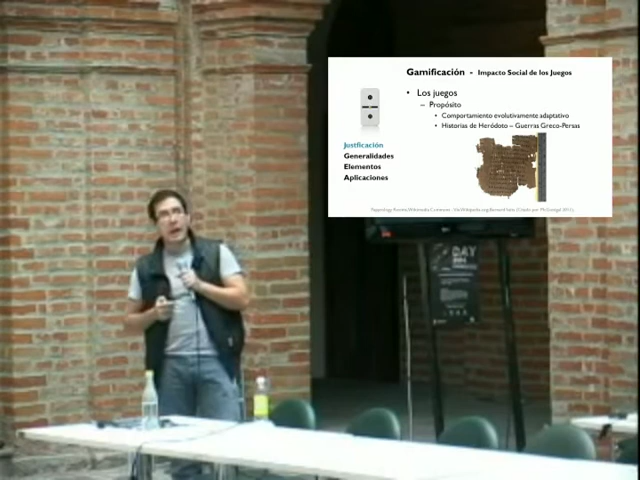 Gamificación - Impacto Social de los Juegos
• Los juegos
– Propósito
• Comportamiento evolutivamente adaptativo
• Historias de Heródoto – Guerras Greco-Persas
Justficación
Generalidades
Elementos
Aplicaciones
DAY